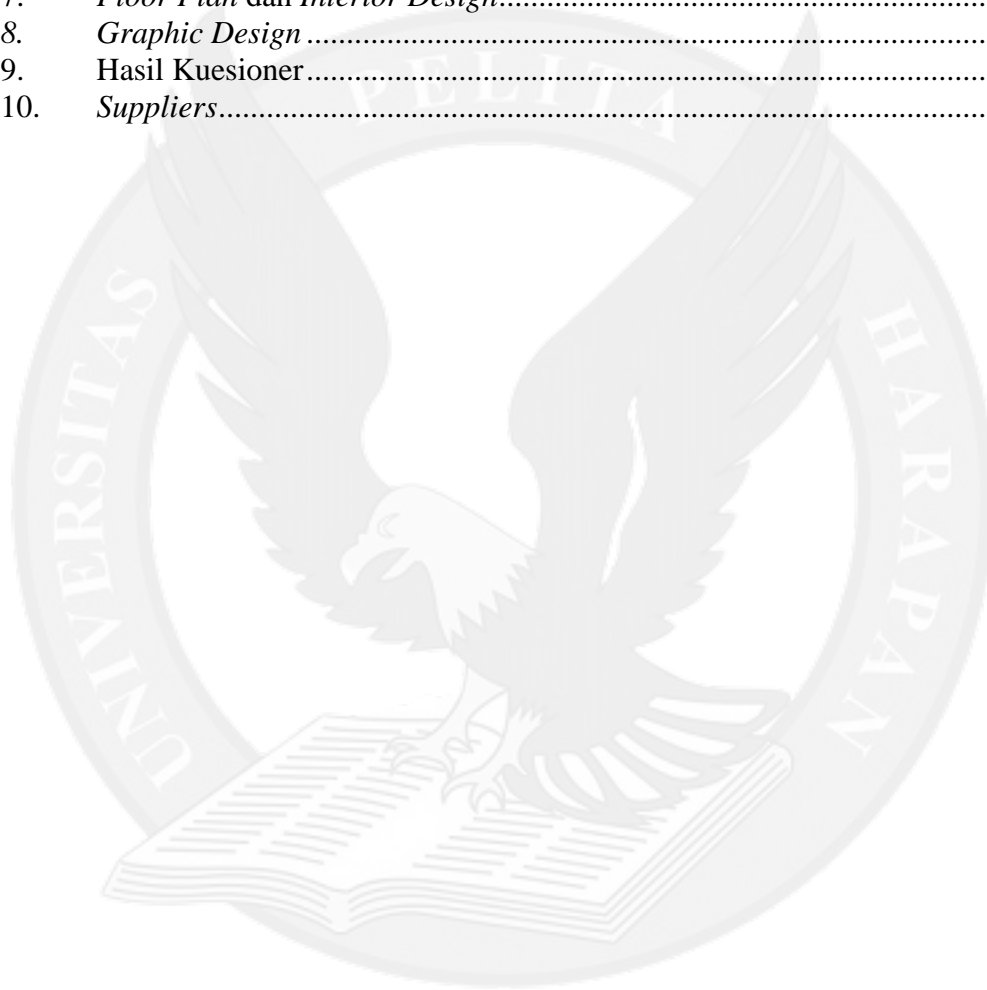 7. Floor Plan dan Interior Design...............................................................
8. Graphic Design.........................................................................................
9. Hasil Kuesioner.........................................................................................
10. Suppliers....................................................................................................
UNIVERSITAS PELITA HARAPAN